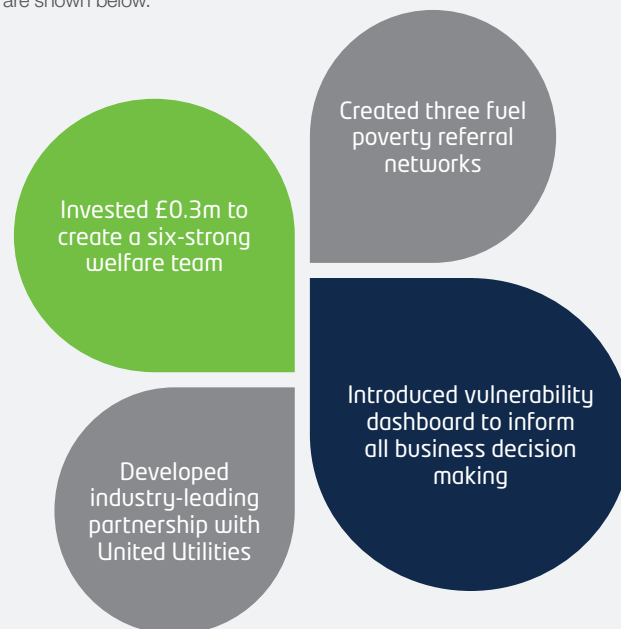 are shown below.
Created three fuel
poverty referral
networks
Invested £0.3m to
create a six-strong
welfare team
Introduced vulnerability
dashboard to inform
all business decision
making
Developed
industry-leading
partnership with
United Utilities